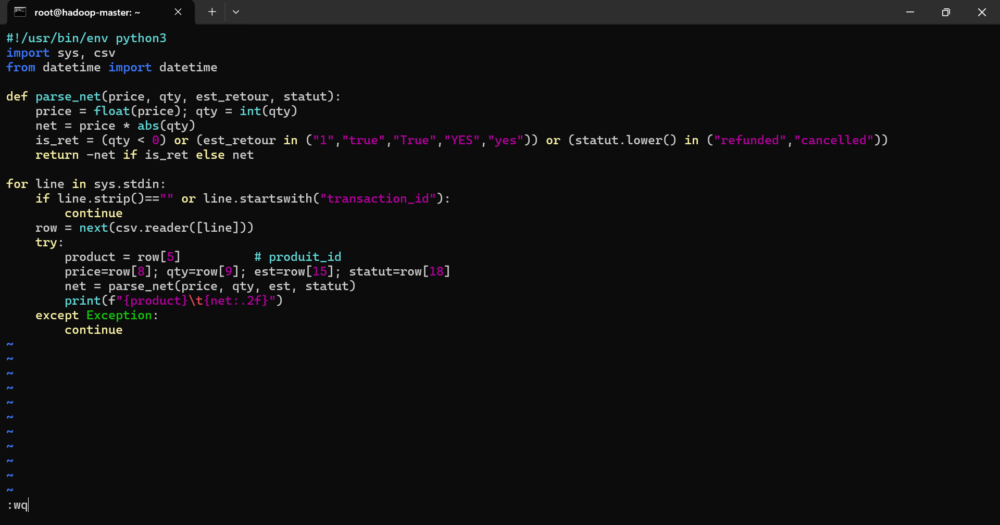 root@hadoop-master: ~
#!/usr/bin/env python3
import sys, csv
from datetime import datetime
def parse_net(price, qty, est_retour, statut):
    price = float(price); qty = int(qty)
    net = price * abs(qty)
    is_ret = (qty < 0) or (est_retour in ("1","true","True","YES","yes")) or (statut.lower() in ("refunded","cancelled"))
    return -net if is_ret else net
for line in sys.stdin:
    if line.strip()=="" or line.startswith("transaction_id"):
        continue
    row = next(csv.reader([line]))
    try:
        product = row[5]          # produit_id
        price=row[8]; qty=row[9]; est=row[15]; statut=row[18]
        net = parse_net(price, qty, est, statut)
        print(f"{product}\t{net:.2f}")
    except Exception:
        continue
~
~
~
~
~
~
~
~
~
~
~
:wq